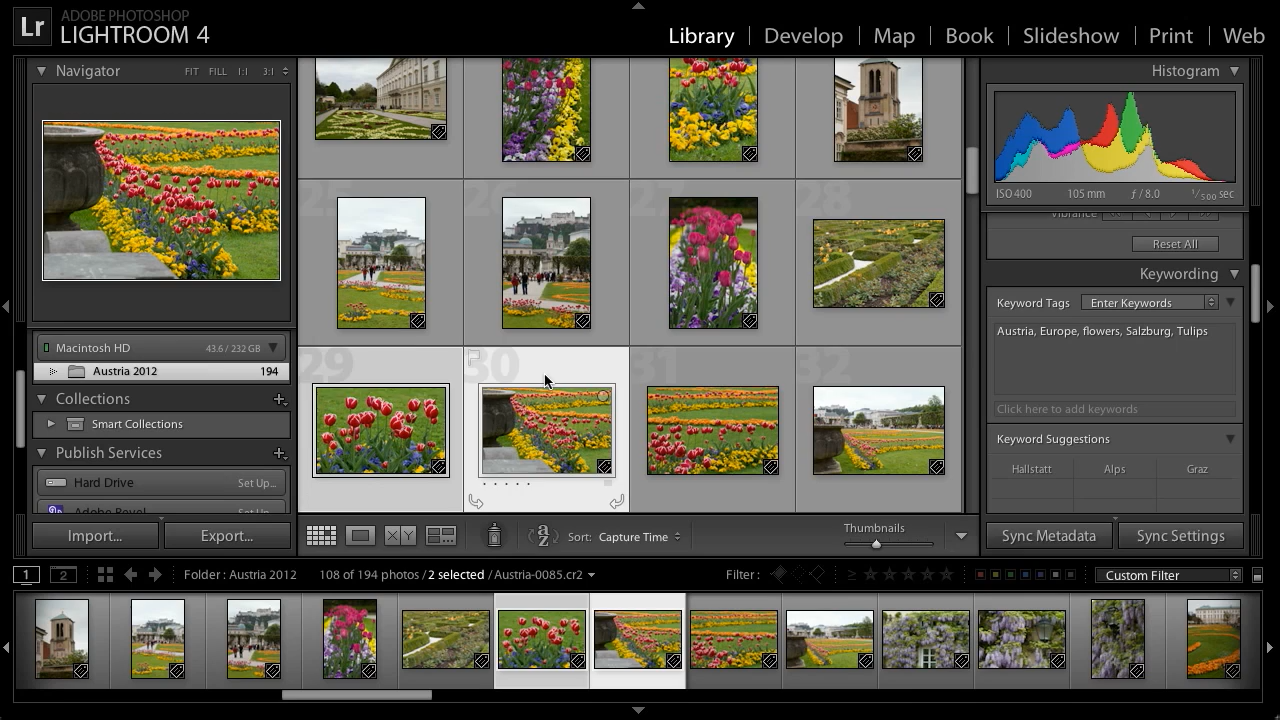 Lr ADOBE PHOTOSHOP
LIGHTROOM 4
Library | Develop | Map | Book | Slideshow | Print | Web
Navigator FIT FILL 1:1 3:1
Histogram
ISO 400 105 mm ƒ / 8.0 1/500 sec
Vibrance
Reset All
Keywording
Keyword Tags Enter Keywords
Austria, Europe, flowers, Salzburg, Tulips
Click here to add keywords
Keyword Suggestions
Hallstatt Alps Graz
Sync Metadata Sync Settings
25 26 27 28
29 30 31 32
Macintosh HD 43.6 / 232 GB
Austria 2012 194
Collections
Smart Collections
Publish Services
Hard Drive Set Up...
Adobe Revel Set Up...
Import... Export...
Sort: Capture Time
Thumbnails
1 2 Folder : Austria 2012 108 of 194 photos / 2 selected / Austria-0085.cr2 Filter : Custom Filter